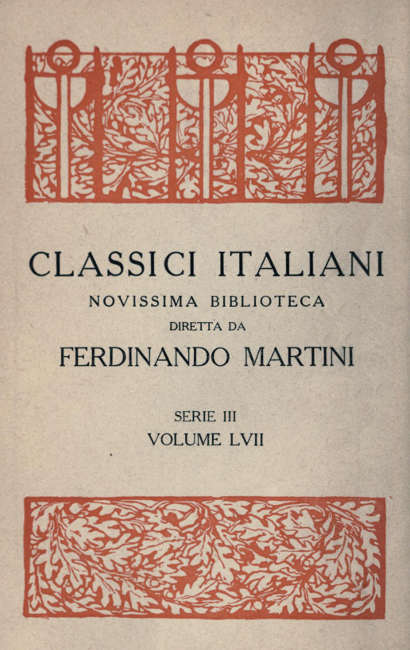 CLASSICI ITALIANI
NOVISSIMA BIBLIOTECA
DIRETTA DA
FERDINANDO MARTINI
SERIE III
VOLUME LVII